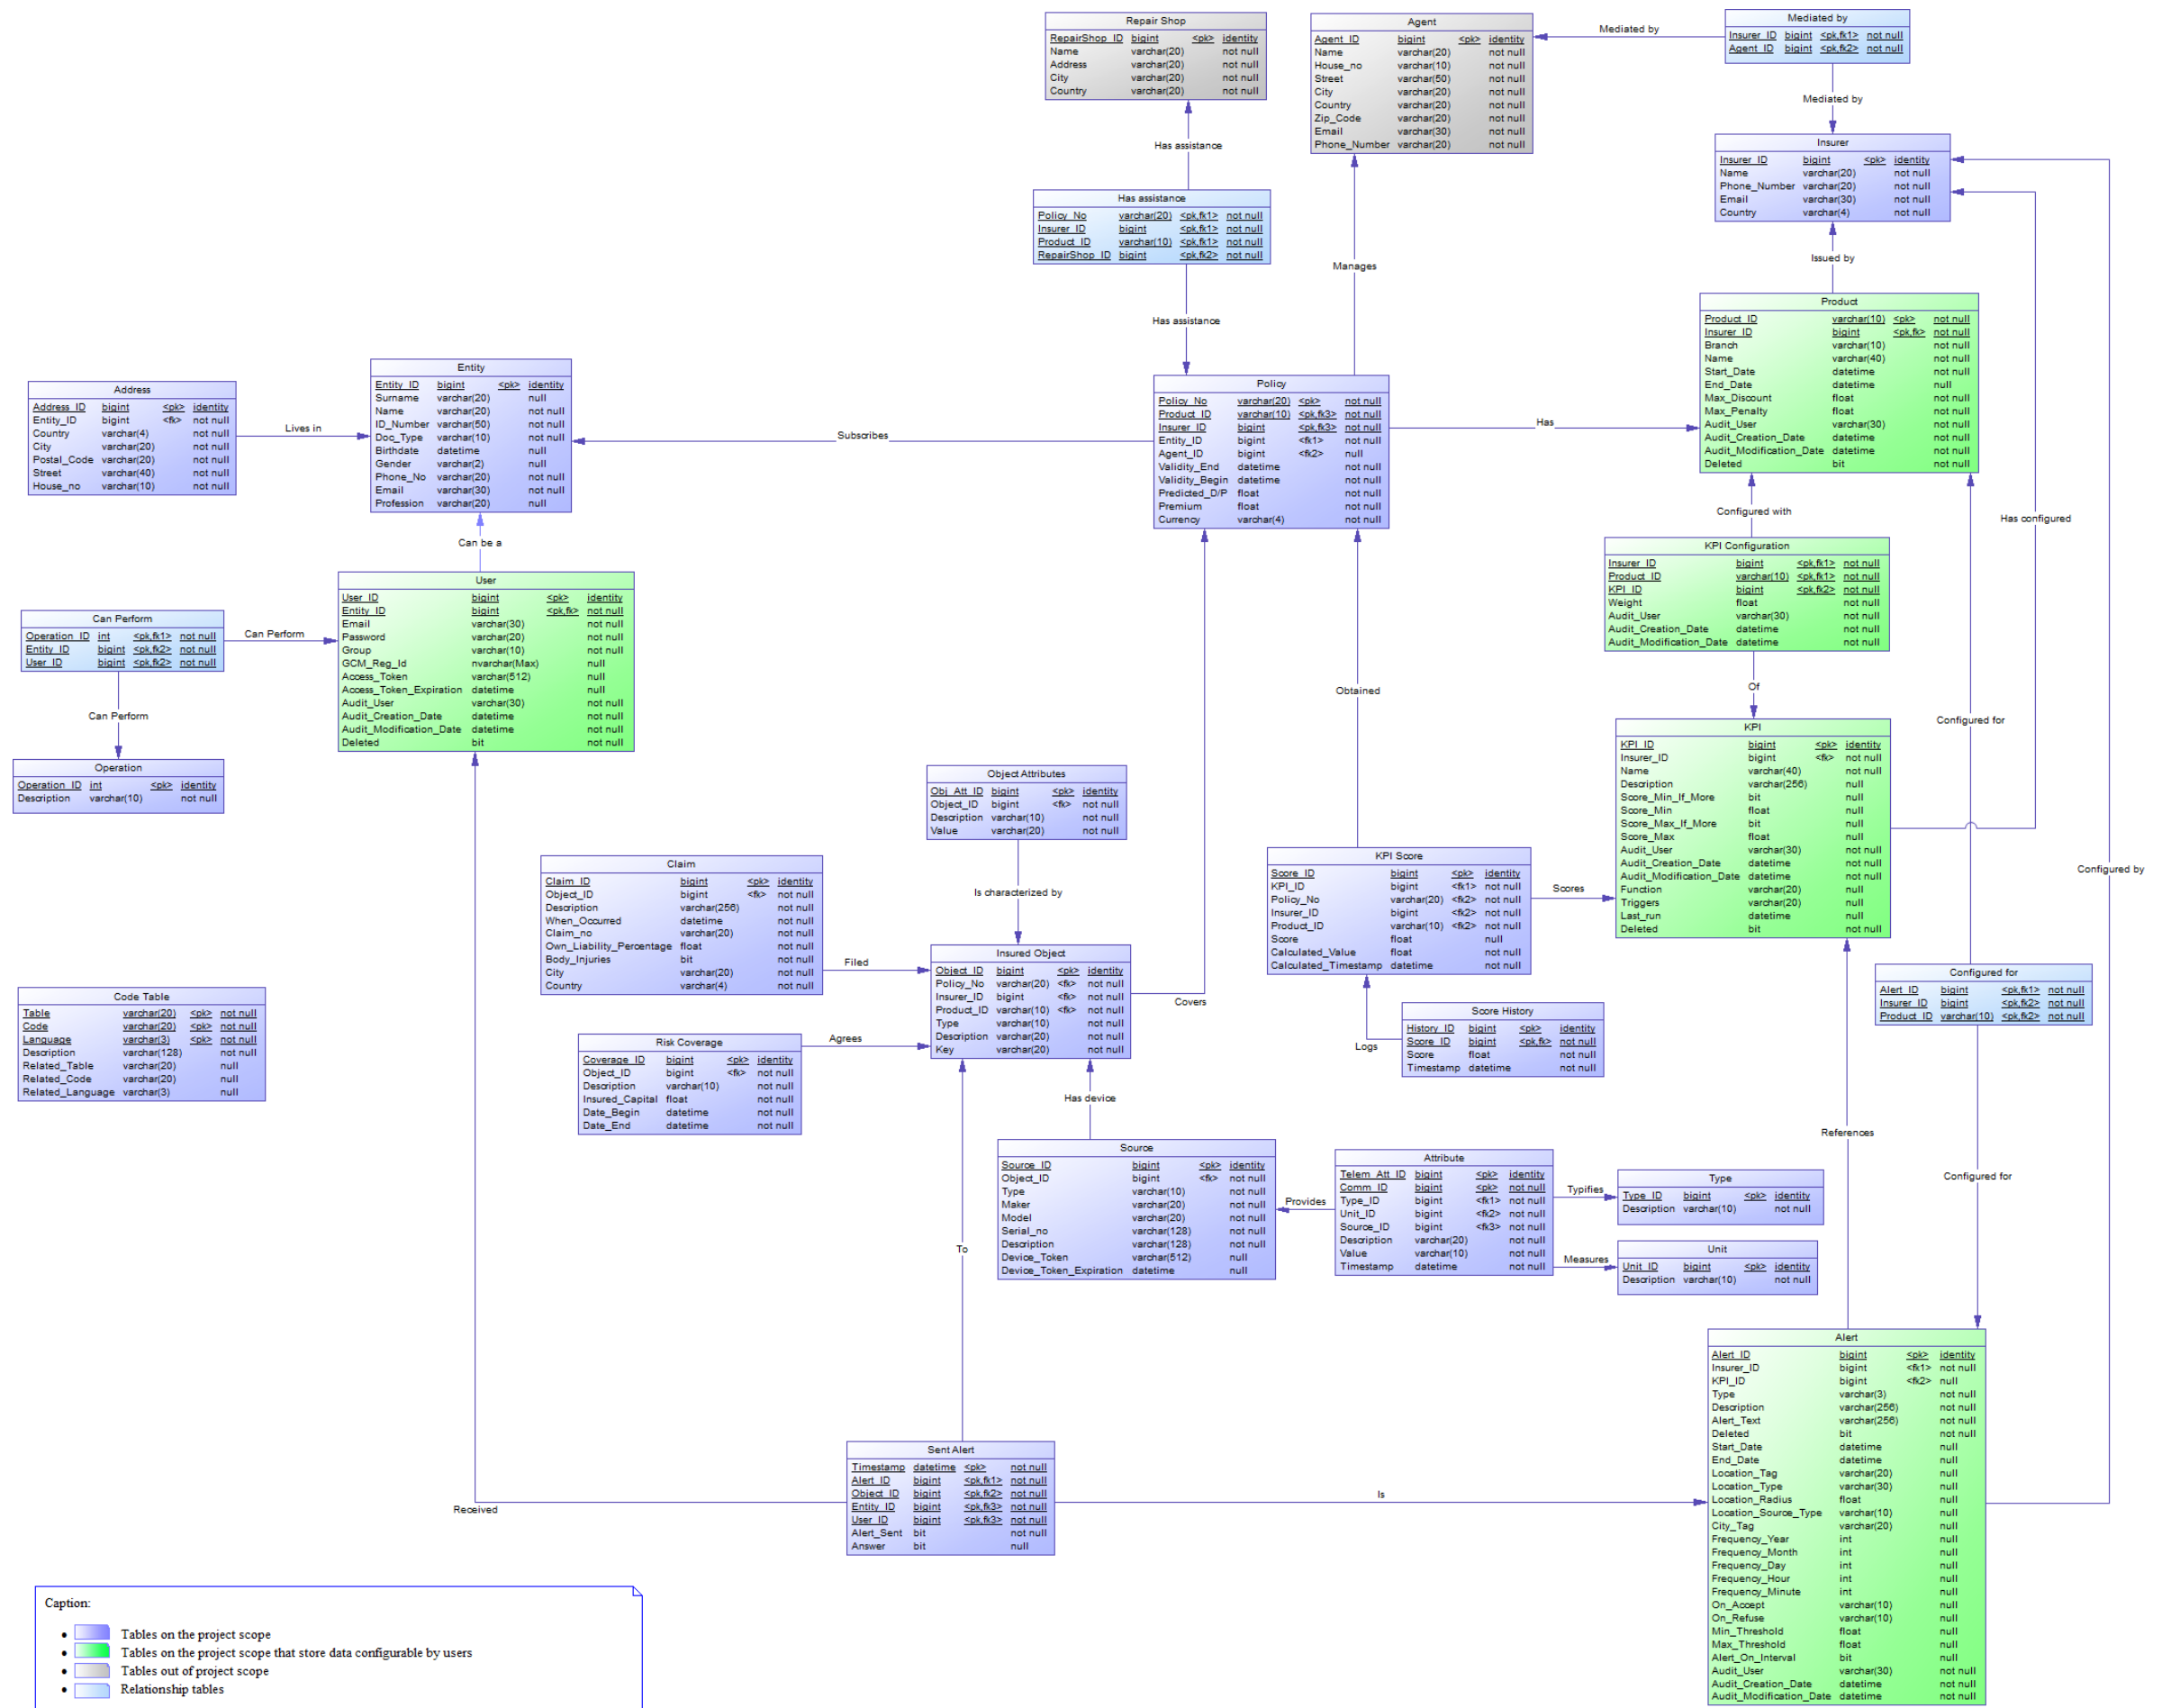 Repair Shop
RepairShop_ID bigint <pk> identity
Name varchar(20) not null
Address varchar(20) not null
City varchar(20) not null
Country varchar(20) not null
Agent
Agent_ID bigint <pk> identity
Name varchar(20) not null
House_no varchar(10) not null
Street varchar(50) not null
City varchar(20) not null
Country varchar(20) not null
Zip_Code varchar(20) not null
Email varchar(30) not null
Phone_Number varchar(20) not null
Mediated by
Mediated by
Insurer_ID bigint <pk,fk1> not null
Agent_ID bigint <pk,fk2> not null
Mediated by
Insurer
Insurer_ID bigint <pk> identity
Name varchar(20) not null
Phone_Number varchar(20) not null
Email varchar(30) not null
Country varchar(4) not null
Has assistance
Has assistance
Policy_No varchar(20) <pk,fk1> not null
Insurer_ID bigint <pk,fk1> not null
Product_ID varchar(10) <pk,fk1> not null
RepairShop_ID bigint <pk,fk2> not null
Has assistance
Manages
Issued by
Product
Product_ID varchar(10) <pk> not null
Insurer_ID bigint <pk,fk> not null
Branch varchar(10) not null
Name varchar(40) not null
Start_Date datetime not null
End_Date datetime null
Max_Discount float not null
Max_Penalty float not null
Audit_User varchar(30) not null
Audit_Creation_Date datetime not null
Audit_Modification_Date datetime not null
Deleted bit not null
Address
Address_ID bigint <pk> identity
Entity_ID bigint <fk> not null
Country varchar(4) not null
City varchar(20) not null
Postal_Code varchar(20) not null
Street varchar(40) not null
House_no varchar(10) not null
Lives in
Entity
Entity_ID bigint <pk> identity
Surname varchar(20) null
Name varchar(20) not null
ID_Number varchar(50) not null
Doc_Type varchar(10) not null
Birthdate datetime null
Gender varchar(2) null
Phone_No varchar(20) not null
Email varchar(30) not null
Profession varchar(20) null
Subscribes
Policy
Policy_No varchar(20) <pk> not null
Product_ID varchar(10) <pk,fk3> not null
Insurer_ID bigint <pk,fk3> not null
Entity_ID bigint <fk1> not null
Agent_ID bigint <fk2> null
Validity_End datetime not null
Validity_Begin datetime not null
Predicted_D/P float not null
Premium float not null
Currency varchar(4) not null
Has
Configured with
Has configured
KPI Configuration
Insurer_ID bigint <pk,fk1> not null
Product_ID varchar(10) <pk,fk1> not null
KPI_ID bigint <pk,fk2> not null
Weight float not null
Audit_User varchar(30) not null
Audit_Creation_Date datetime not null
Audit_Modification_Date datetime not null
Can be a
User
User_ID bigint <pk> identity
Entity_ID bigint <pk,fk> not null
Email varchar(30) not null
Password varchar(20) not null
Group varchar(10) not null
GCM_Reg_Id nvarchar(Max) null
Access_Token varchar(512) null
Access_Token_Expiration datetime null
Audit_User varchar(30) not null
Audit_Creation_Date datetime not null
Audit_Modification_Date datetime not null
Deleted bit not null
Can Perform
Operation_ID int <pk,fk1> not null
Entity_ID bigint <pk,fk2> not null
User_ID bigint <pk,fk2> not null
Can Perform
Can Perform
Operation
Operation_ID int <pk> identity
Description varchar(10) not null
Obtained
Of
Configured for
KPI
KPI_ID bigint <pk> identity
Insurer_ID bigint <fk> not null
Name varchar(40) not null
Description varchar(256) null
Score_Min_If_More bit null
Score_Min float null
Score_Max_If_More bit null
Score_Max float null
Audit_User varchar(30) not null
Audit_Creation_Date datetime not null
Audit_Modification_Date datetime not null
Function varchar(20) null
Triggers varchar(20) null
Last_run datetime null
Deleted bit not null
Configured by
Object Attributes
Obj_Att_ID bigint <pk> identity
Object_ID bigint <fk> not null
Description varchar(10) not null
Value varchar(20) not null
Is characterized by
Claim
Claim_ID bigint <pk> identity
Object_ID bigint <fk> not null
Description varchar(256) not null
When_Occurred datetime not null
Claim_no varchar(20) not null
Own_Liability_Percentage float not null
Body_Injuries bit not null
City varchar(20) not null
Country varchar(4) not null
Filed
KPI Score
Score_ID bigint <pk> identity
KPI_ID bigint <fk1> not null
Policy_No varchar(20) <fk2> not null
Insurer_ID bigint <fk2> not null
Product_ID varchar(10) <fk2> not null
Score float null
Calculated_Value float not null
Calculated_Timestamp datetime not null
Scores
Insured Object
Object_ID bigint <pk> identity
Policy_No varchar(20) <fk> not null
Insurer_ID bigint <fk> not null
Product_ID varchar(10) <fk> not null
Type varchar(10) not null
Description varchar(20) not null
Key varchar(20) not null
Covers
Configured for
Alert_ID bigint <pk,fk1> not null
Insurer_ID bigint <pk,fk2> not null
Product_ID varchar(10) <pk,fk2> not null
Code Table
Table varchar(20) <pk> not null
Code varchar(20) <pk> not null
Language varchar(3) <pk> not null
Description varchar(128) not null
Related_Table varchar(20) null
Related_Code varchar(20) null
Related_Language varchar(3) null
Score History
History_ID bigint <pk> identity
Score_ID bigint <pk,fk> not null
Score float not null
Timestamp datetime not null
Logs
Risk Coverage
Coverage_ID bigint <pk> identity
Object_ID bigint <fk> not null
Description varchar(10) not null
Insured_Capital float not null
Date_Begin datetime not null
Date_End datetime not null
Agrees
Has device
References
Source
Source_ID bigint <pk> identity
Object_ID bigint <fk> not null
Type varchar(10) not null
Maker varchar(20) not null
Model varchar(20) not null
Serial_no varchar(128) not null
Description varchar(128) not null
Device_Token varchar(512) null
Device_Token_Expiration datetime null
Provides
Attribute
Telem_Att_ID bigint <pk> identity
Comm_ID bigint <pk> not null
Type_ID bigint <fk1> not null
Unit_ID bigint <fk2> not null
Source_ID bigint <fk3> not null
Description varchar(20) not null
Value varchar(10) not null
Timestamp datetime not null
Typifies
Type
Type_ID bigint <pk> identity
Description varchar(10) not null
Measures
Unit
Unit_ID bigint <pk> identity
Description varchar(10) not null
Configured for
To
Alert
Alert_ID bigint <pk> identity
Insurer_ID bigint <fk1> not null
KPI_ID bigint <fk2> null
Type varchar(3) not null
Description varchar(256) not null
Alert_Text varchar(256) not null
Deleted bit not null
Start_Date datetime null
End_Date datetime null
Location_Tag varchar(20) null
Location_Type varchar(30) null
Location_Radius float null
Location_Source_Type varchar(10) null
City_Tag varchar(20) null
Frequency_Year int null
Frequency_Month int null
Frequency_Day int null
Frequency_Hour int null
Frequency_Minute int null
On_Accept varchar(10) null
On_Refuse varchar(10) null
Min_Threshold float null
Max_Threshold float null
Alert_On_Interval bit null
Audit_User varchar(30) not null
Audit_Creation_Date datetime not null
Audit_Modification_Date datetime not null
Sent Alert
Timestamp datetime <pk> not null
Alert_ID bigint <pk,fk1> not null
Object_ID bigint <pk,fk2> not null
Entity_ID bigint <pk,fk3> not null
User_ID bigint <pk,fk3> not null
Alert_Sent bit not null
Answer bit null
Is
Received
Caption:
Tables on the project scope
Tables on the project scope that store data configurable by users
Tables out of project scope
Relationship tables